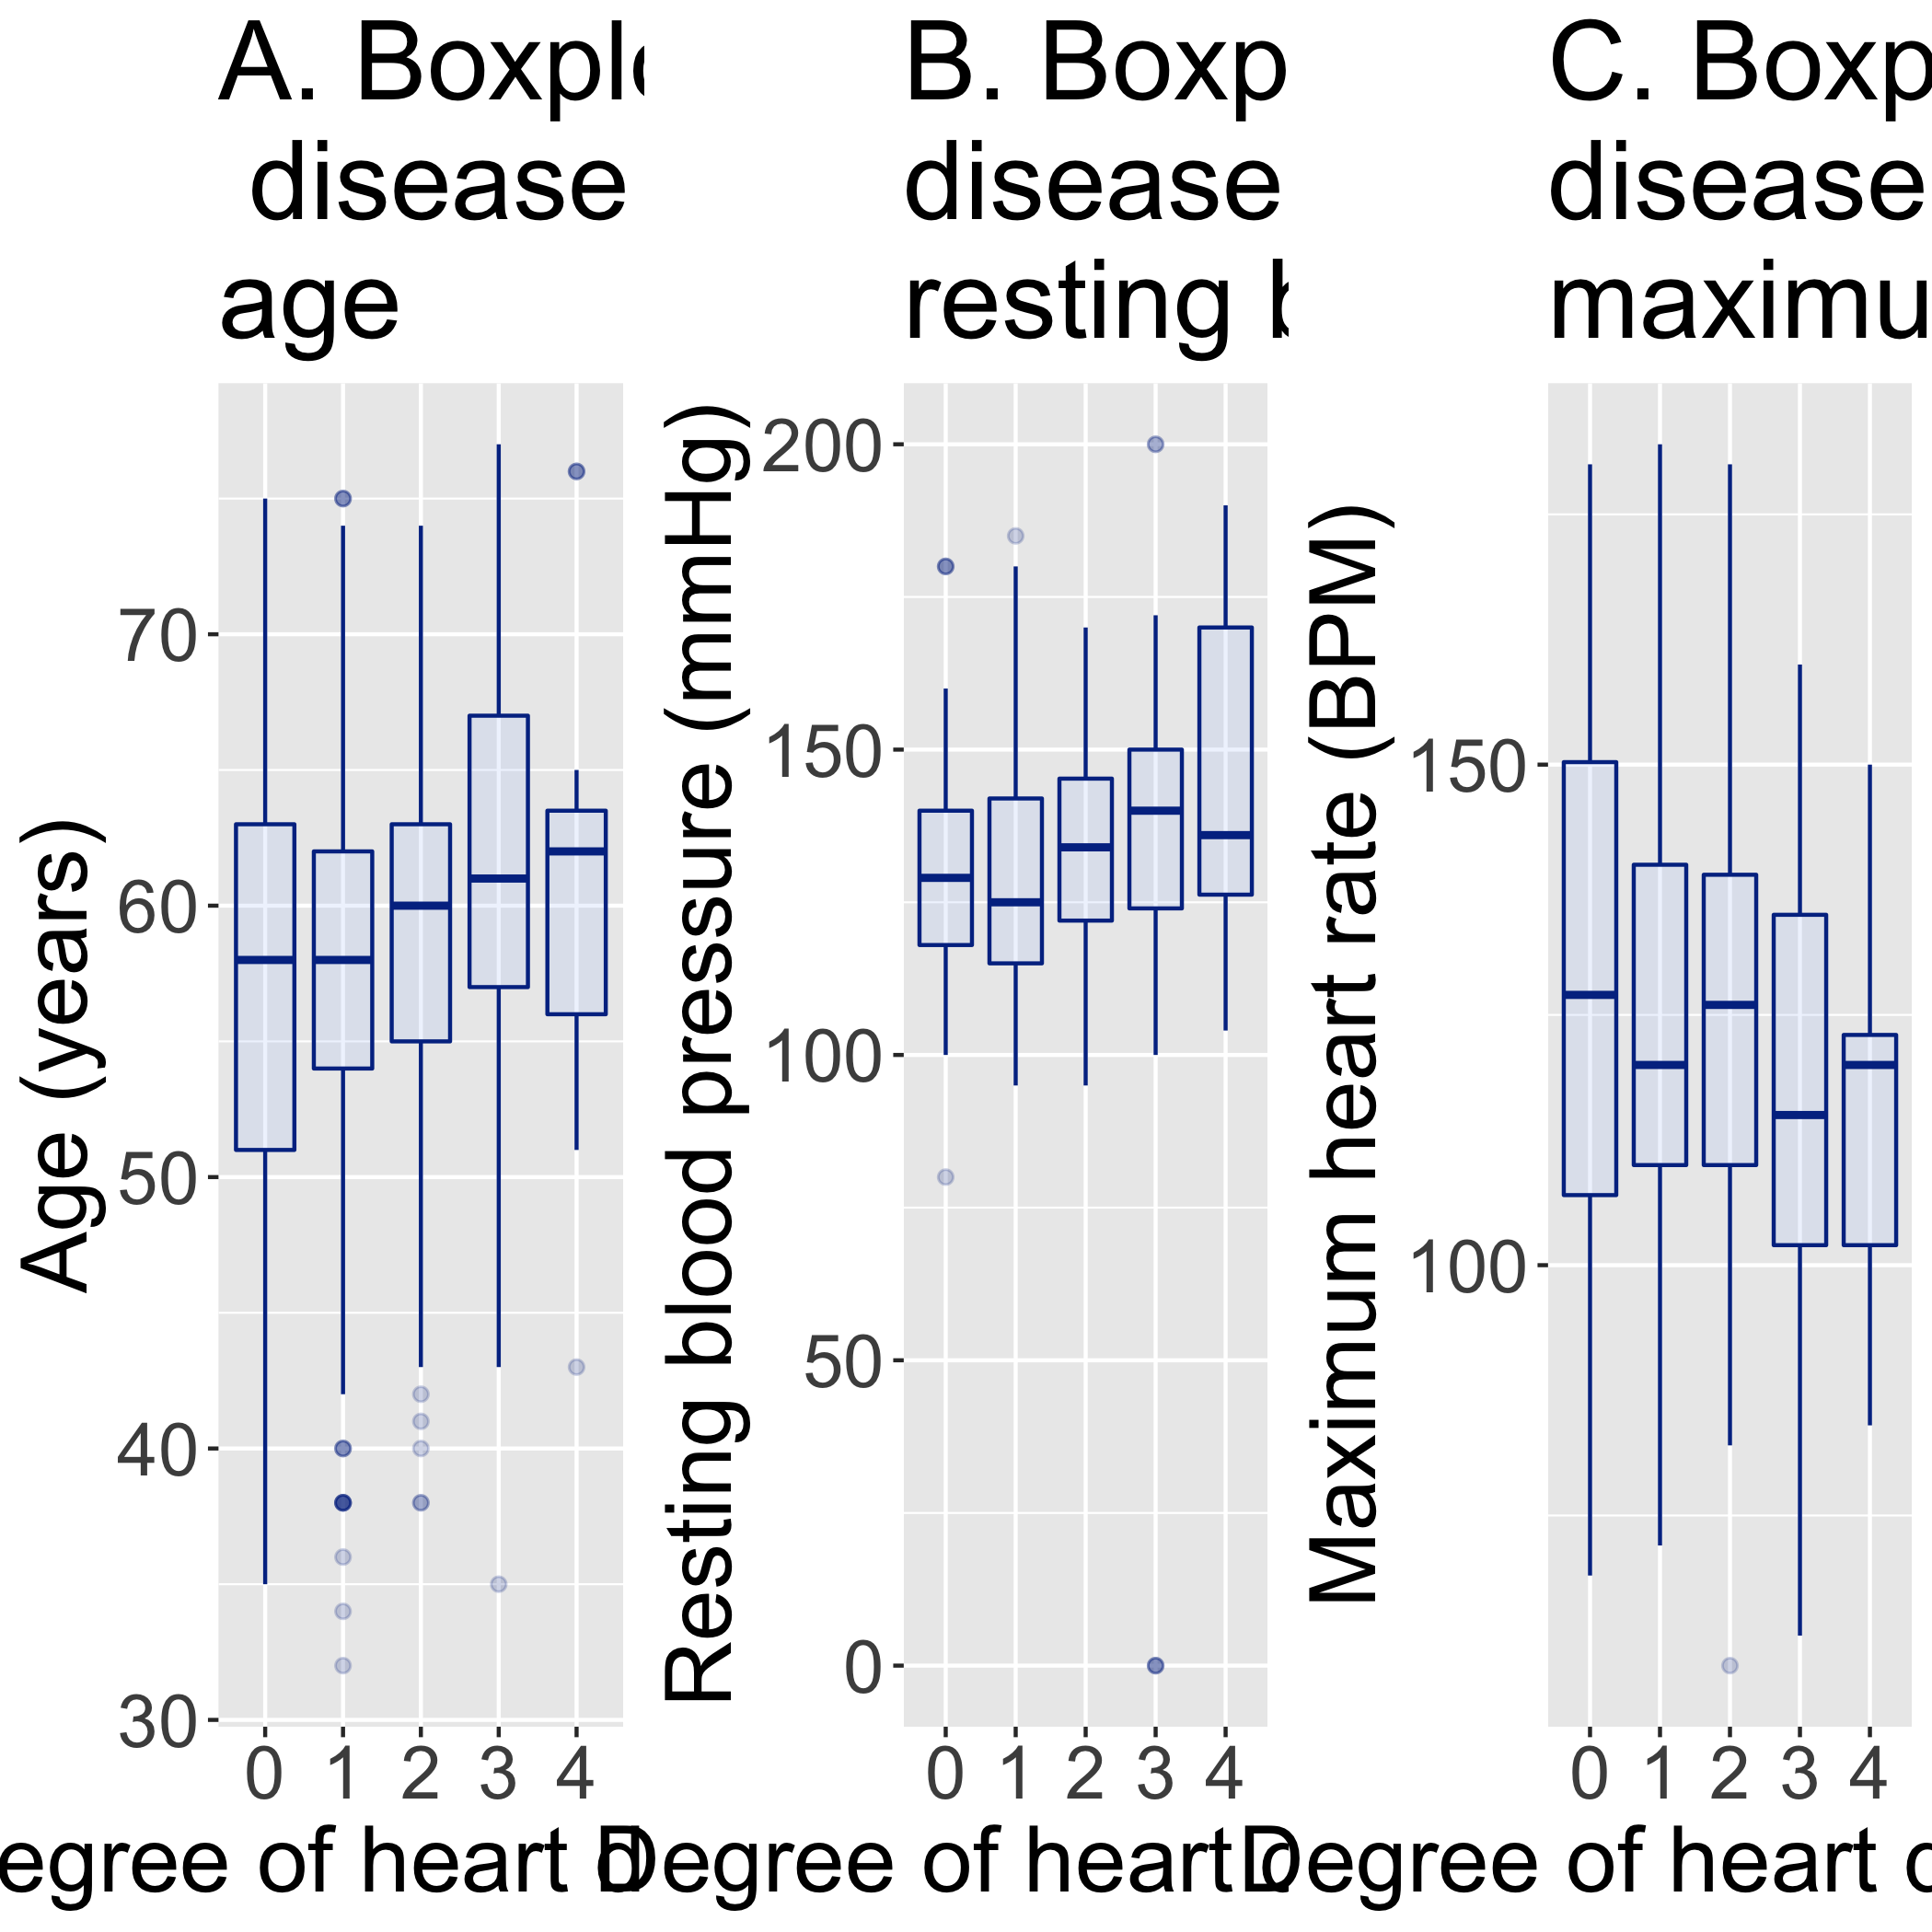 A. Boxplo
disease
age
Age (years)
70
60
50
40
30
0 1 2 3 4
egree of heart d
B. Boxp
disease
resting b
Resting blood pressure (mmHg)
200
150
100
50
0
0 1 2 3 4
Degree of heart d
C. Boxp
disease
maximu
Maximum heart rate (BPM)
150
100
0 1 2 3 4
Degree of heart d